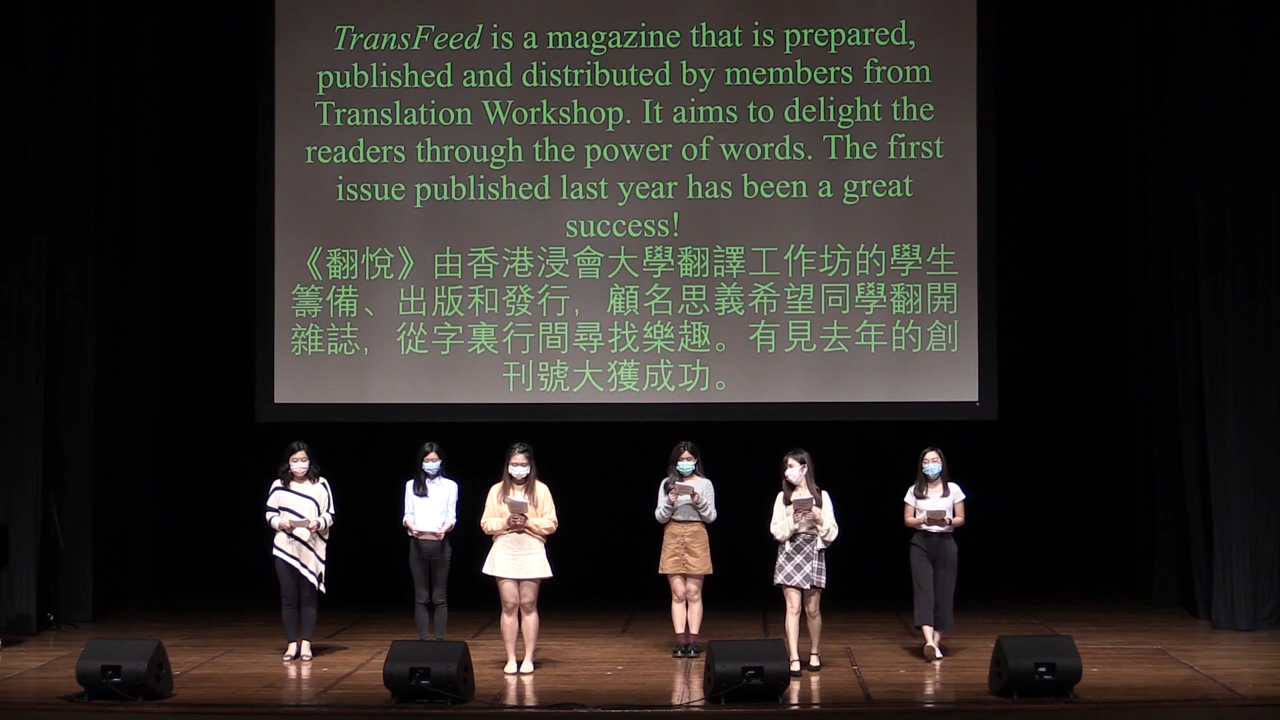 TransFeed is a magazine that is prepared,
published and distributed by members from
Translation Workshop. It aims to delight the
readers through the power of words. The first
issue published last year has been a great
success!
《翻悅》由香港浸會大學翻譯工作坊的學生
籌備、出版和發行，顧名思義希望同學翻開
雜誌，從字裏行間尋找樂趣。有見去年的創
刊號大獲成功。